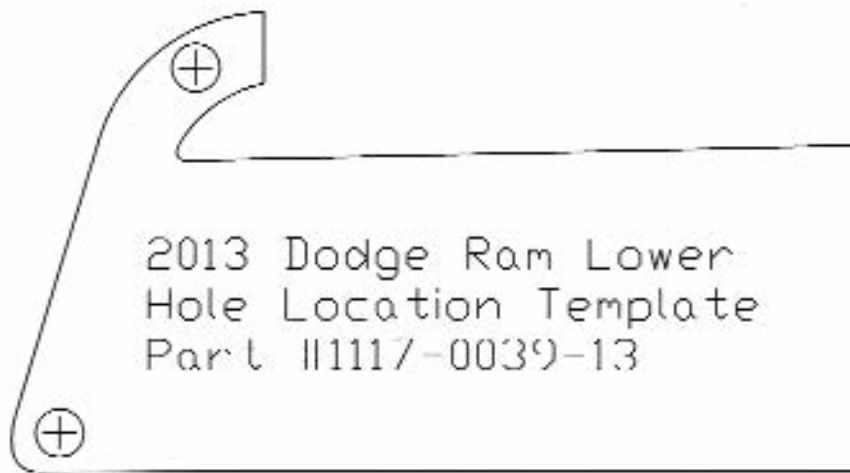 2013 Dodge Ram Lower
Hole Location Template
Part #1117-0039-13